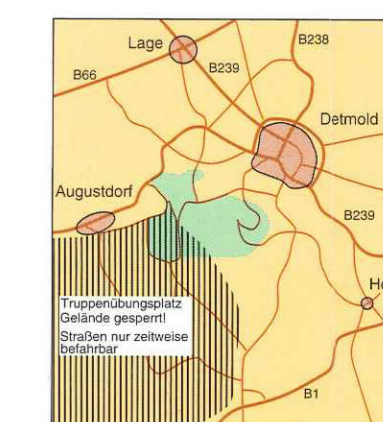 Lage
B238
B239
B66
Detmold
Augustdorf
B239
Truppenübungsplatz
Gelände gesperrt!
Straßen nur zeitweise
befahrbar
B1